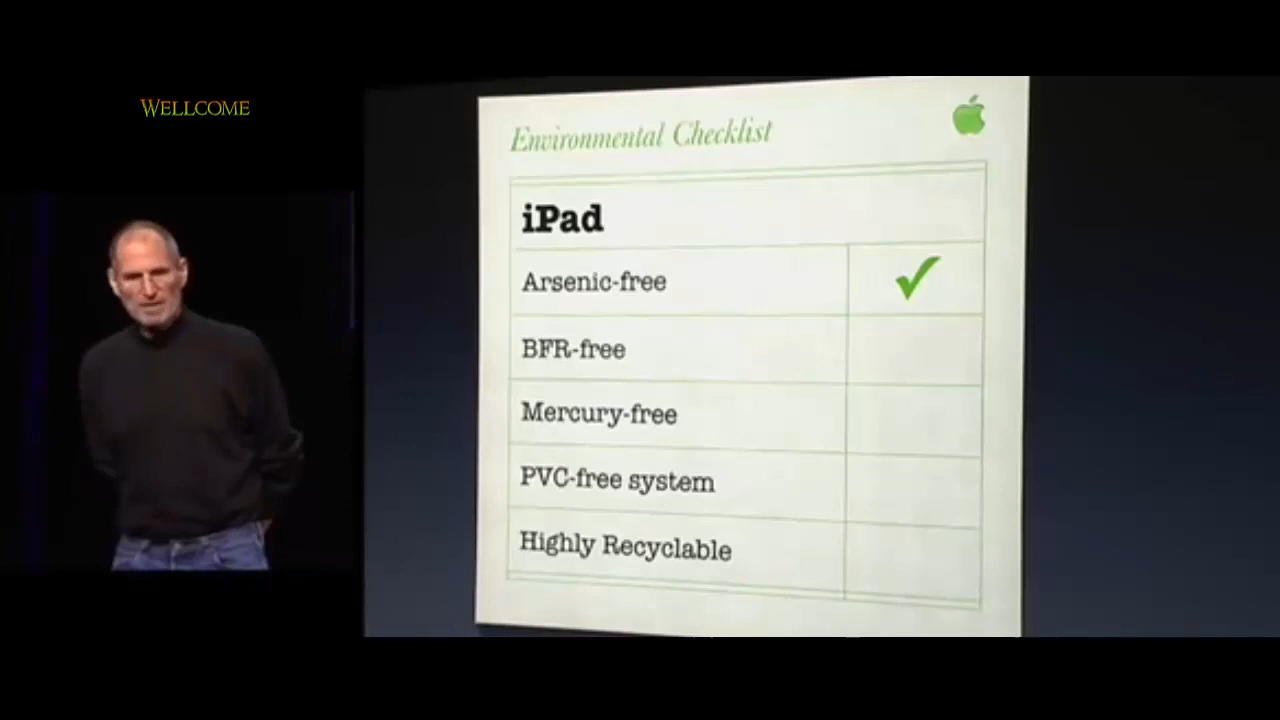 WELLCOME
Environmental Checklist
iPad
Arsenic-free
BFR-free
Mercury-free
PVC-free system
Highly Recyclable